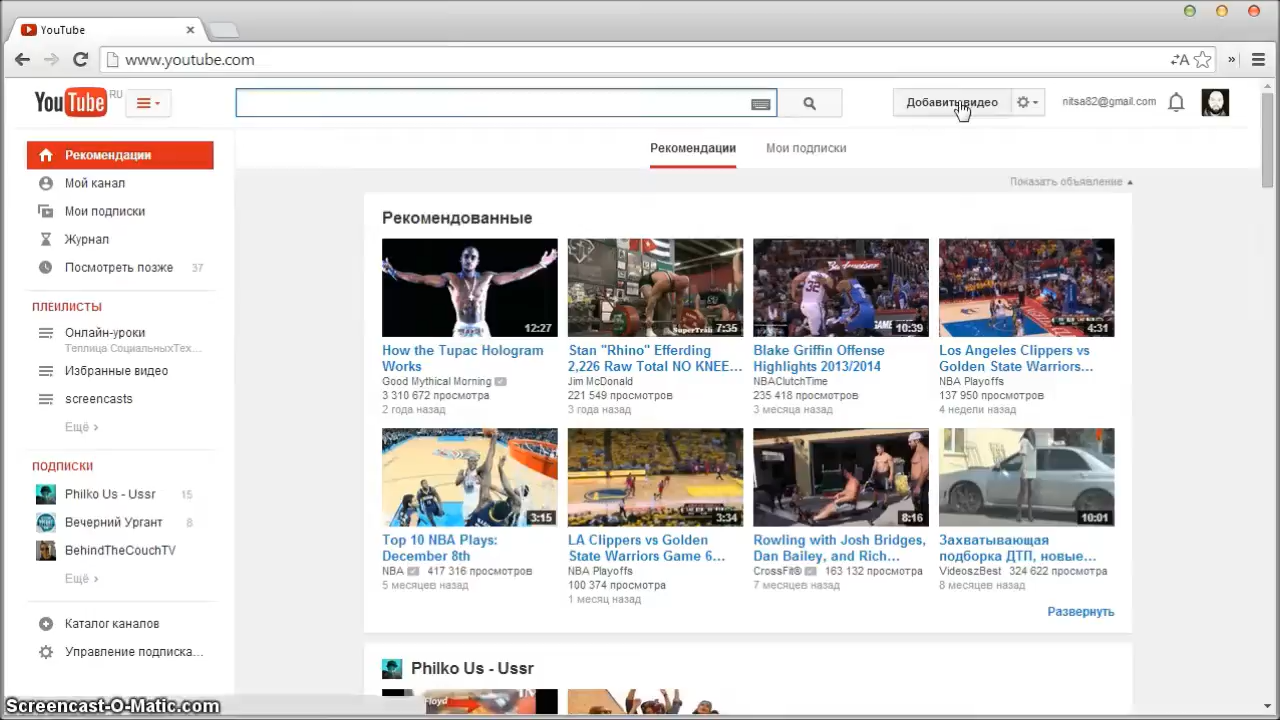 YouTube
www.youtube.com
YouTube RU
Добавить видео
nitsa82@gmail.com
Рекомендации
Мой канал
Мои подписки
Журнал
Посмотреть позже 37
ПЛЕЙЛИСТЫ
Онлайн-уроки
Теплица СоциальныхТех...
Избранные видео
screencasts
Ещё ›
ПОДПИСКИ
Philko Us - Ussr 15
Вечерний Ургант 8
BehindTheCouchTV
Ещё ›
Каталог каналов
Управление подписка...
Рекомендации Мои подписки
Показать объявление
Рекомендованные
12:27
How the Tupac Hologram
Works
Good Mythical Morning
3 310 672 просмотра
2 года назад
7:35
Stan "Rhino" Efferding
2,226 Raw Total NO KNEE...
Jim McDonald
221 549 просмотров
3 года назад
10:39
Blake Griffin Offense
Highlights 2013/2014
NBAClutchTime
235 418 просмотров
3 месяца назад
4:31
Los Angeles Clippers vs
Golden State Warriors...
NBA Playoffs
137 950 просмотров
4 недели назад
3:15
Top 10 NBA Plays:
December 8th
NBA 417 316 просмотров
5 месяцев назад
3:34
LA Clippers vs Golden
State Warriors Game 6...
NBA Playoffs
100 374 просмотра
1 месяц назад
8:16
Rowling with Josh Bridges,
Dan Bailey, and Rich...
CrossFit® 163 132 просмотра
7 месяцев назад
10:01
Захватывающая
подборка ДТП, новые...
VideoszBest 324 622 просмотра
8 месяцев назад
Развернуть
Philko Us - Ussr
Floyd
Screencast-O-Matic.com